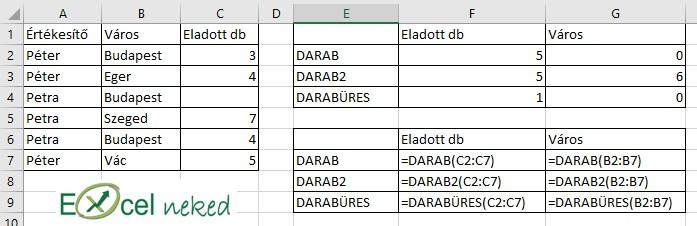 A B C D E F G
1 Értékesítő Város Eladott db Eladott db Város
2 Péter Budapest 3 DARAB 5 0
3 Péter Eger 4 DARAB2 5 6
4 Petra Budapest DARABÜRES 1 0
5 Petra Szeged 7
6 Petra Budapest 4 Eladott db Város
7 Péter Vác 5 DARAB =DARAB(C2:C7) =DARAB(B2:B7)
8 DARAB2 =DARAB2(C2:C7) =DARAB2(B2:B7)
9 DARABÜRES =DARABÜRES(C2:C7) =DARABÜRES(B2:B7)
Excel neked
10